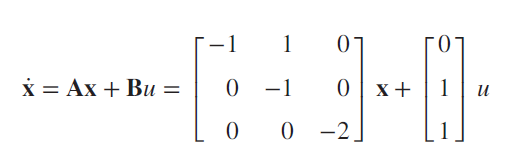 ẋ = Ax + Bu = [ −1 1 0 ; 0 −1 0 ; 0 0 −2 ] x + [ 0 ; 1 ; 1 ] u